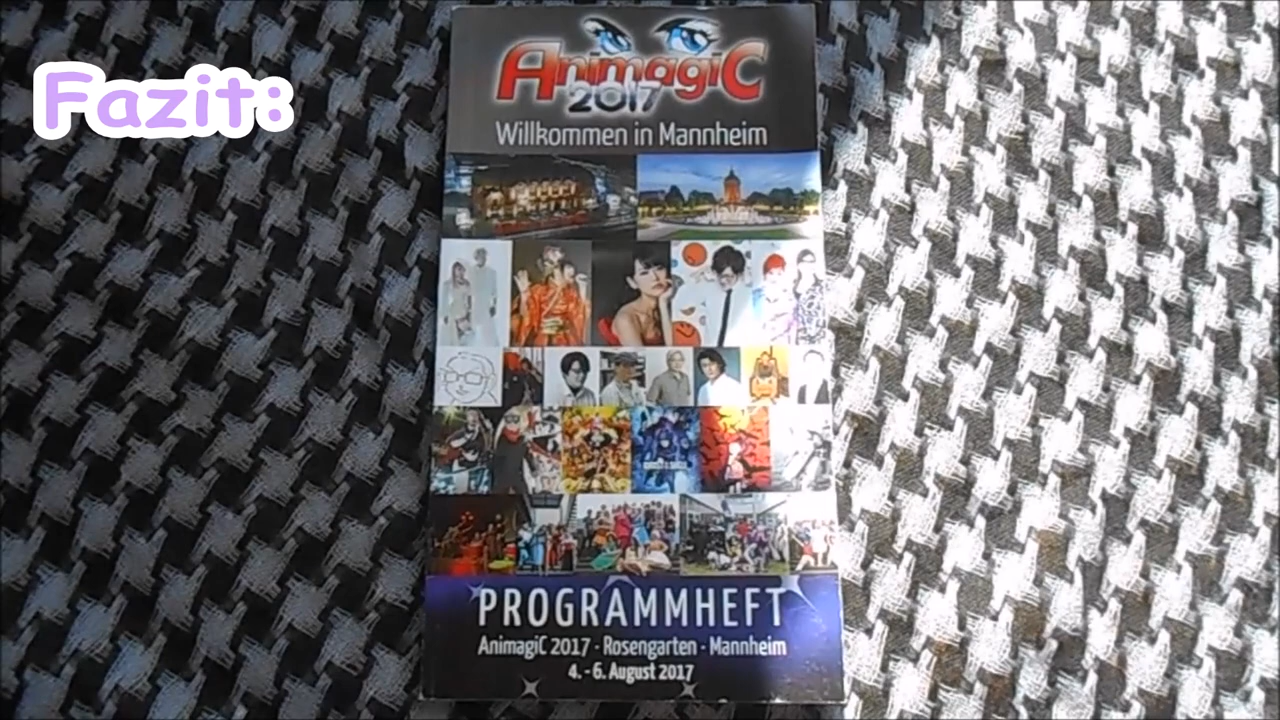 Fazit:
AnimagiC
2017
Willkommen in Mannheim
PROGRAMMHEFT
AnimagiC 2017 - Rosengarten - Mannheim
4. - 6. August 2017